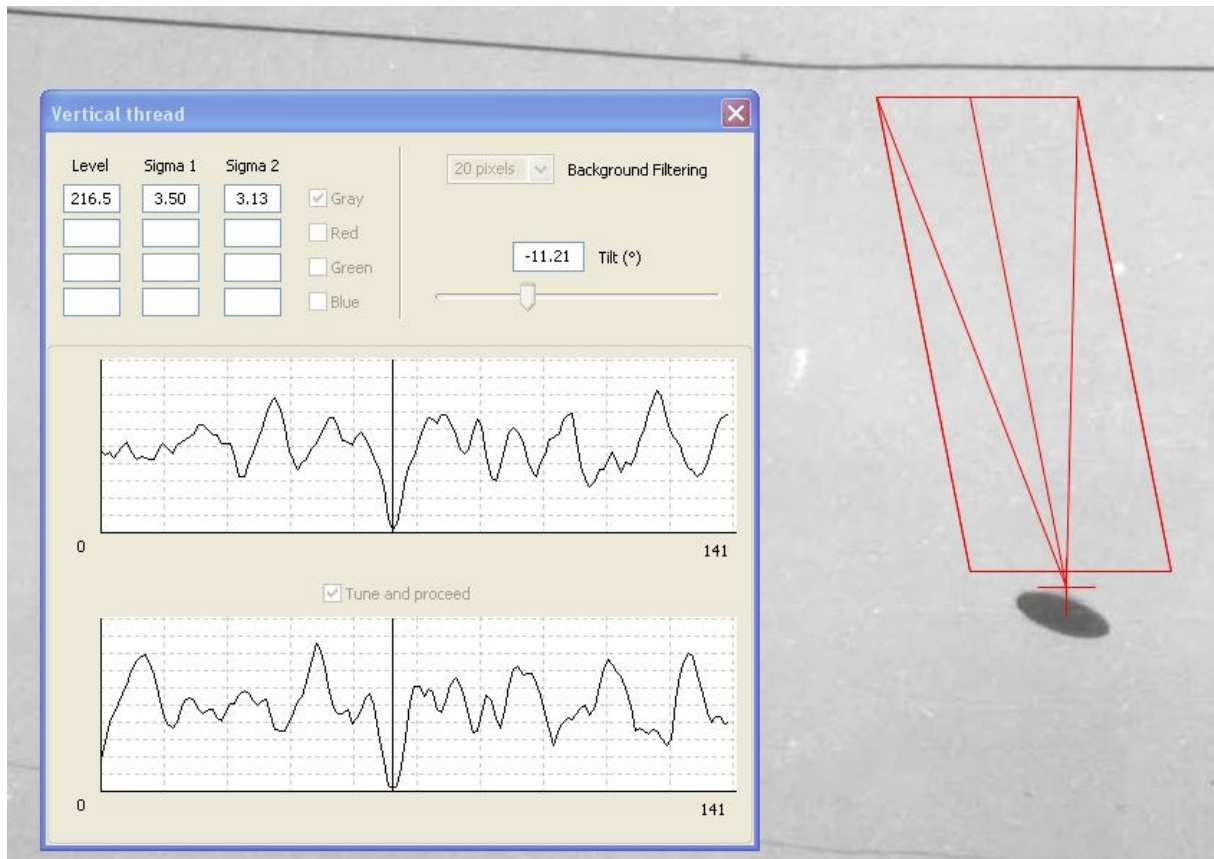 Vertical thread
Level Sigma 1 Sigma 2
20 pixels Background Filtering
216.5 3.50 3.13 Gray
Red
-11.21 Tilt (°)
Green
Blue
0 141
Tune and proceed
0 141